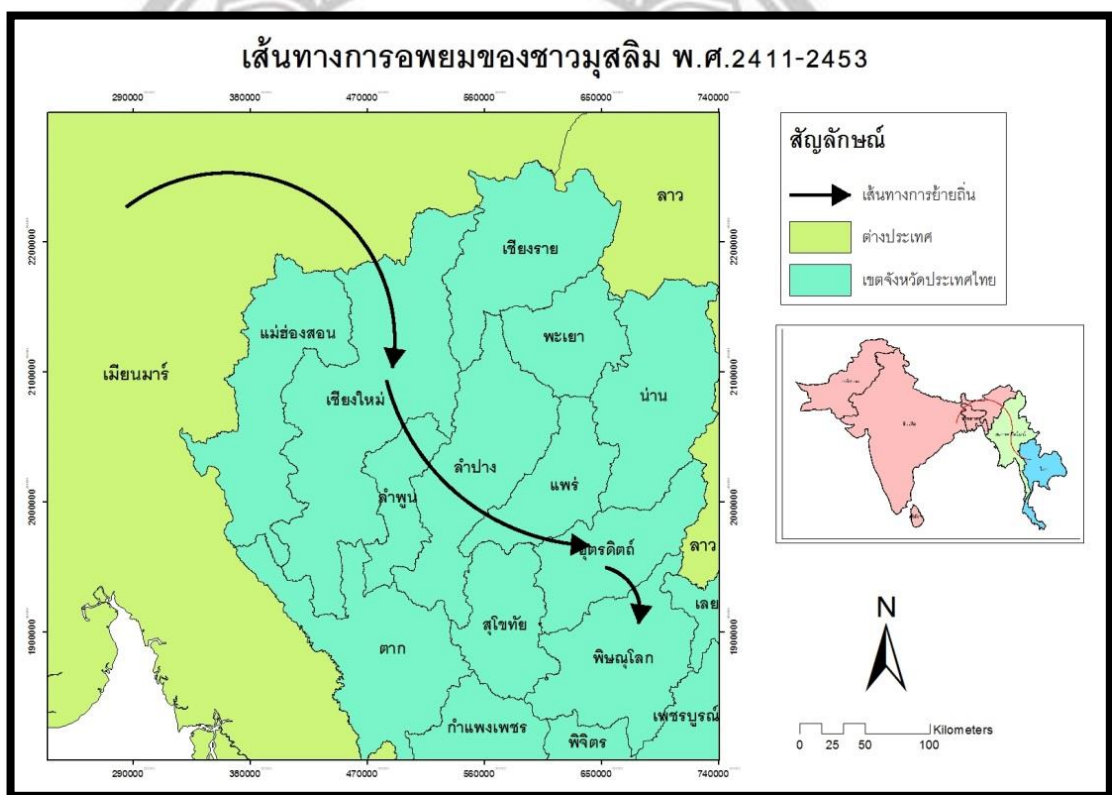 เส้นทางการอพยมของชาวมุสลิม พ.ศ.2411-2453
290000 380000 470000 560000 650000 740000
สัญลักษณ์
เส้นทางการย้ายถิ่น
ต่างประเทศ
เขตจังหวัดประเทศไทย
ลาว
2200000 2200000
เชียงราย
แม่ฮ่องสอน
พะเยา
เมียนมาร์
2100000 2100000
เชียงใหม่
น่าน
ลำปาง
แพร่
ลำพูน
2000000 2000000
อุตรดิตถ์
ลาว
เลย
สุโขทัย
1900000 1900000
ตาก
พิษณุโลก
เพชรบูรณ์
กำแพงเพชร
พิจิตร
290000 380000 470000 560000 650000 740000
N
Kilometers
0 25 50 100